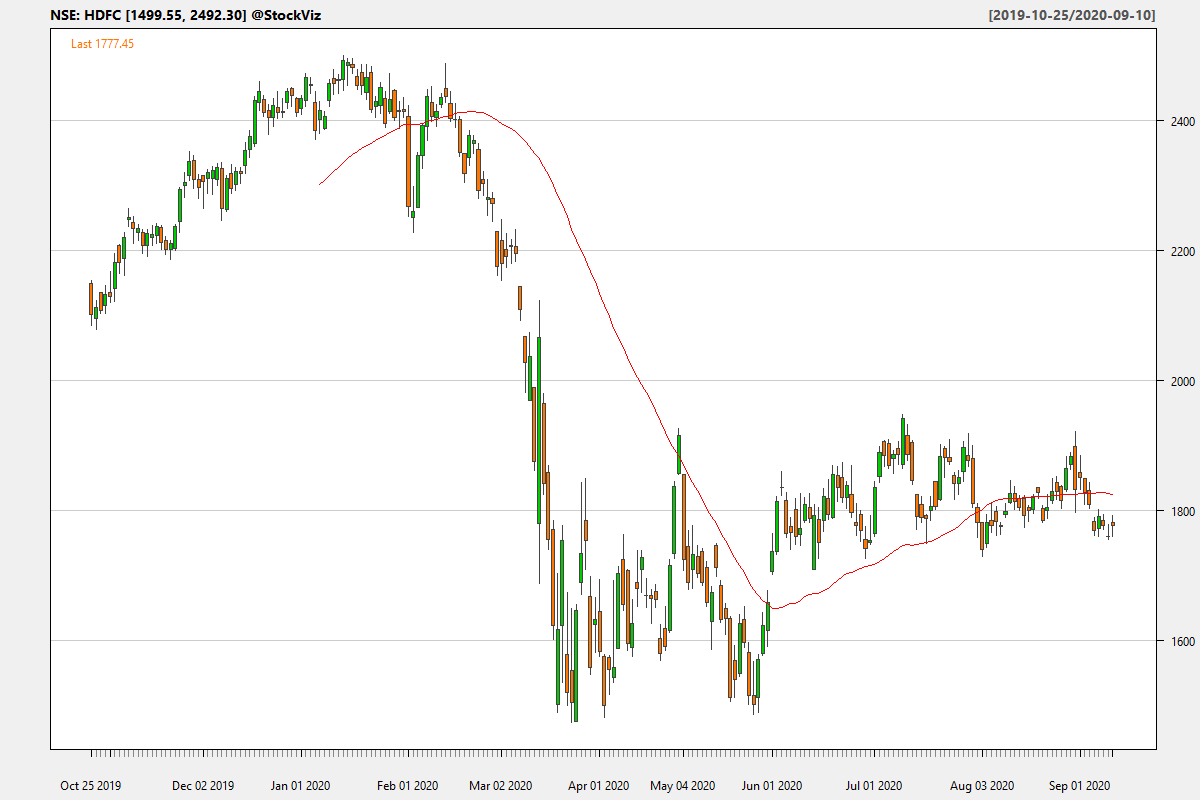 NSE: HDFC [1499.55, 2492.30] @StockViz [2019-10-25/2020-09-10]
Last 1777.45
2400
2200
2000
1800
1600
Oct 25 2019 Dec 02 2019 Jan 01 2020 Feb 01 2020 Mar 02 2020 Apr 01 2020 May 04 2020 Jun 01 2020 Jul 01 2020 Aug 03 2020 Sep 01 2020